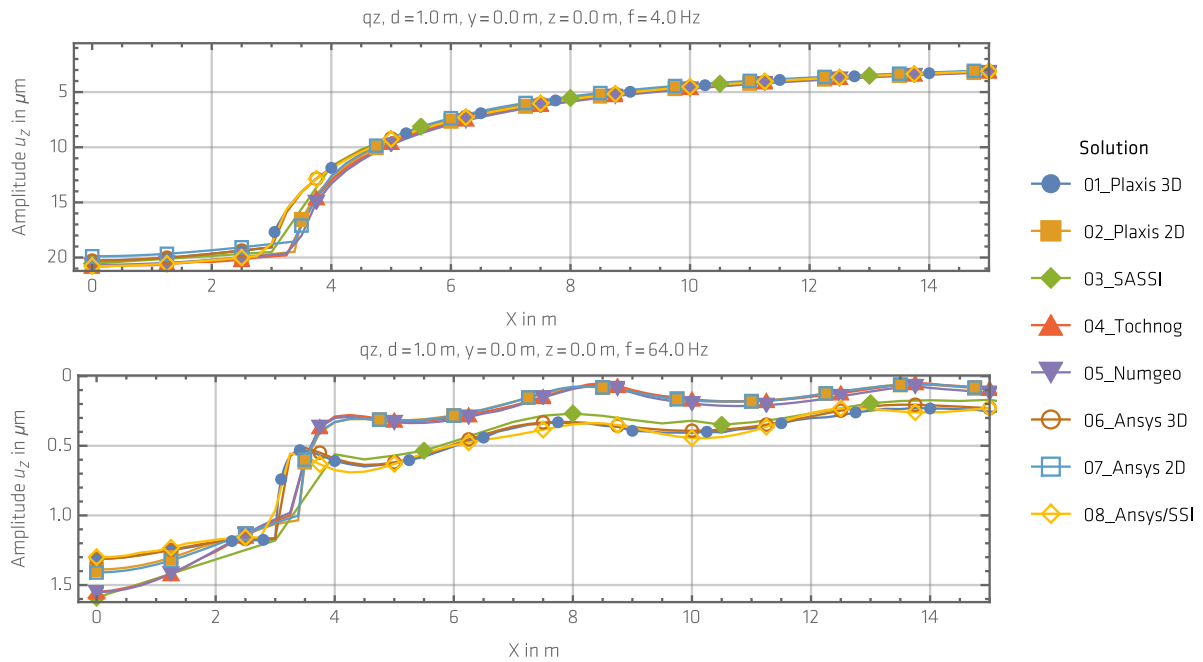 qz, d=1.0 m, y=0.0 m, z=0.0 m, f=4.0 Hz
Amplitude u_z in µm
5
10
15
20
0 2 4 6 8 10 12 14
X in m
qz, d=1.0 m, y=0.0 m, z=0.0 m, f=64.0 Hz
Amplitude u_z in µm
0
0.5
1.0
1.5
0 2 4 6 8 10 12 14
X in m
Solution
01_Plaxis 3D
02_Plaxis 2D
03_SASSI
04_Tochnog
05_Numgeo
06_Ansys 3D
07_Ansys 2D
08_Ansys/SSI